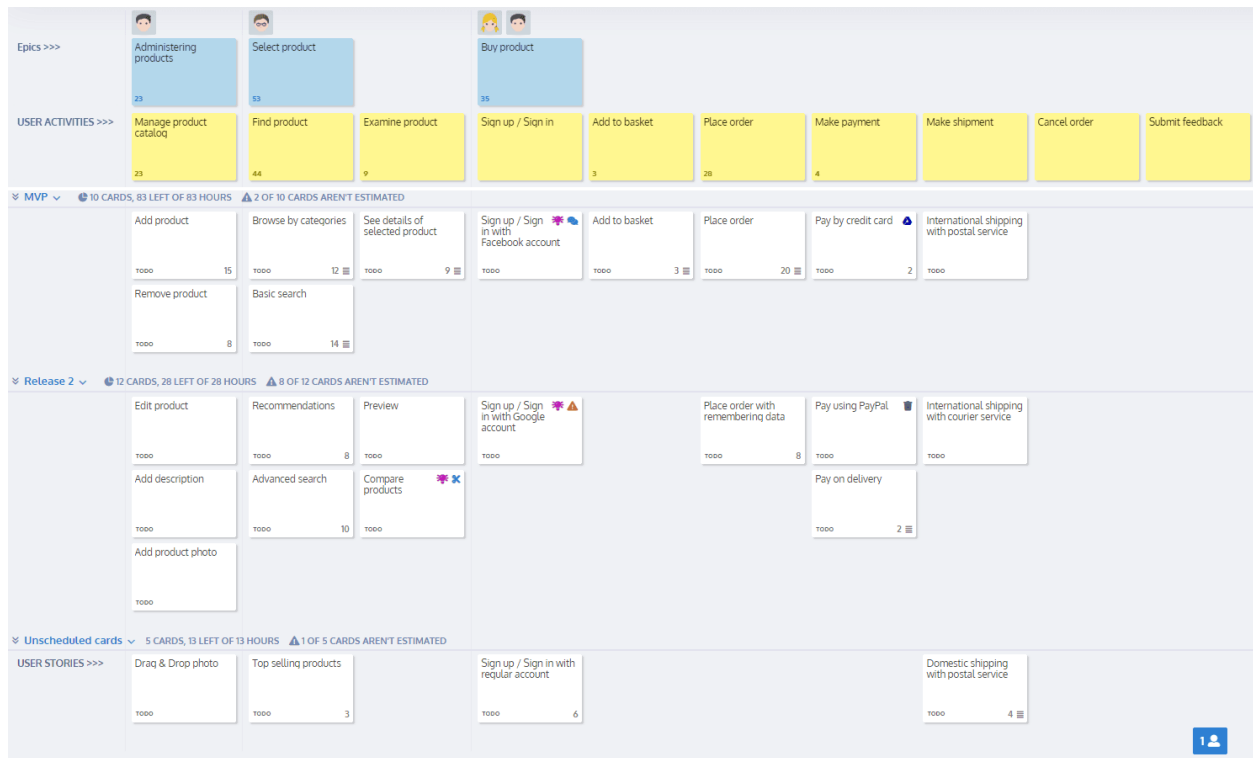 Epics >>>
Administering
products
23
Select product
53
Buy product
35
USER ACTIVITIES >>>
Manage product
catalog
23
Find product
44
Examine product
9
Sign up / Sign in
Add to basket
3
Place order
28
Make payment
4
Make shipment
Cancel order
Submit feedback
MVP
10 CARDS, 83 LEFT OF 83 HOURS
2 OF 10 CARDS AREN'T ESTIMATED
Add product
TODO 15
Browse by categories
TODO 12
See details of
selected product
TODO 9
Sign up / Sign
in with
Facebook account
TODO
Add to basket
TODO 3
Place order
TODO 20
Pay by credit card
TODO 2
International shipping
with postal service
TODO
Remove product
TODO 8
Basic search
TODO 14
Release 2
12 CARDS, 28 LEFT OF 28 HOURS
8 OF 12 CARDS AREN'T ESTIMATED
Edit product
TODO
Recommendations
TODO 8
Preview
TODO
Sign up / Sign
in with Google
account
TODO
Place order with
remembering data
TODO 8
Pay using PayPal
TODO
International shipping
with courier service
TODO
Add description
TODO
Advanced search
TODO 10
Compare
products
TODO
Pay on delivery
TODO 2
Add product photo
TODO
Unscheduled cards
5 CARDS, 13 LEFT OF 13 HOURS
1 OF 5 CARDS AREN'T ESTIMATED
USER STORIES >>>
Drag & Drop photo
TODO
Top selling products
TODO 3
Sign up / Sign in with
regular account
TODO 6
Domestic shipping
with postal service
TODO 4
1